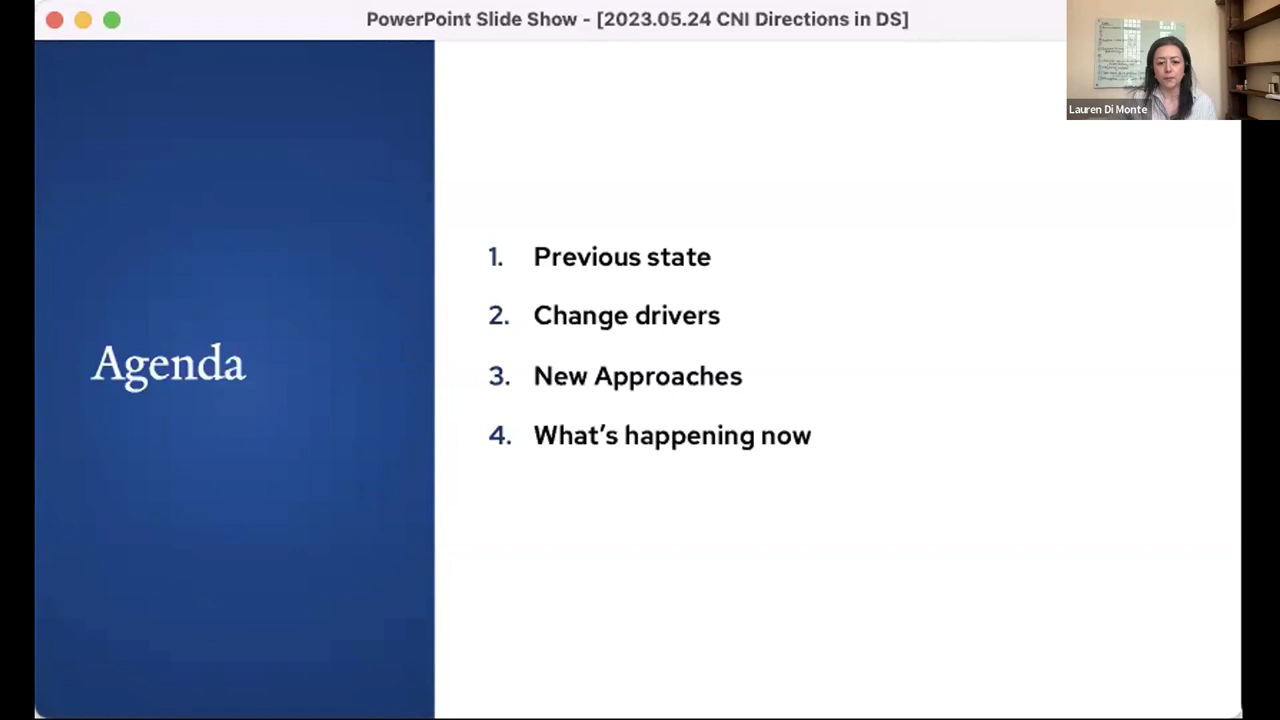 PowerPoint Slide Show - [2023.05.24 CNI Directions in DS]
Lauren Di Monte
Agenda
1. Previous state
2. Change drivers
3. New Approaches
4. What's happening now